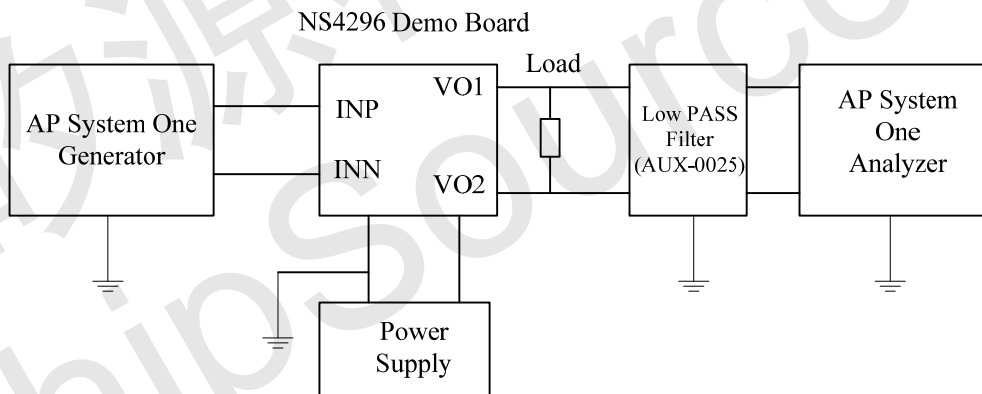 NS4296 Demo Board
AP System One
Generator
INP
INN
VO1
VO2
Load
Low PASS
Filter
(AUX-0025)
AP System
One
Analyzer
Power
Supply